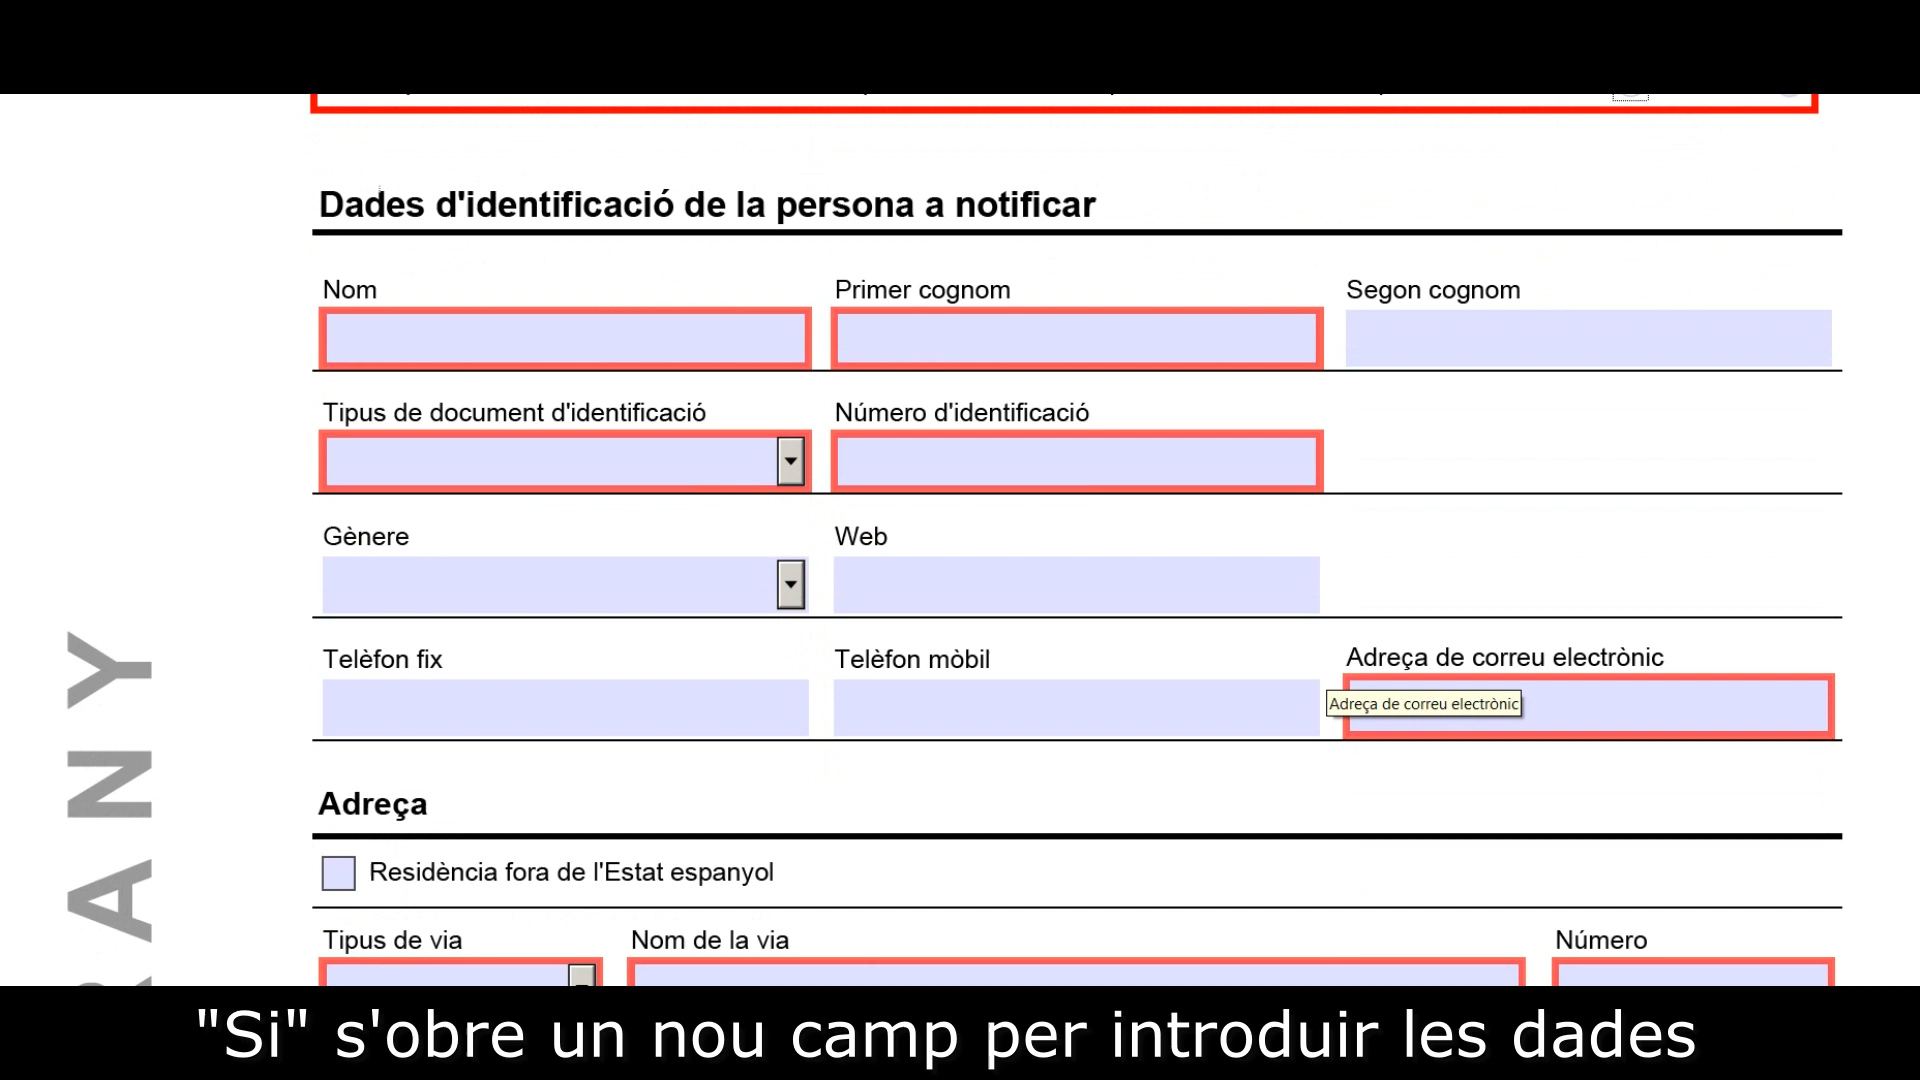 Dades d'identificació de la persona a notificar
Nom Primer cognom Segon cognom
Tipus de document d'identificació Número d'identificació
Gènere Web
Telèfon fix Telèfon mòbil Adreça de correu electrònic
Adreça de correu electrònic
Adreça
Residència fora de l'Estat espanyol
Tipus de via Nom de la via Número
ANY
"Si" s'obre un nou camp per introduir les dades